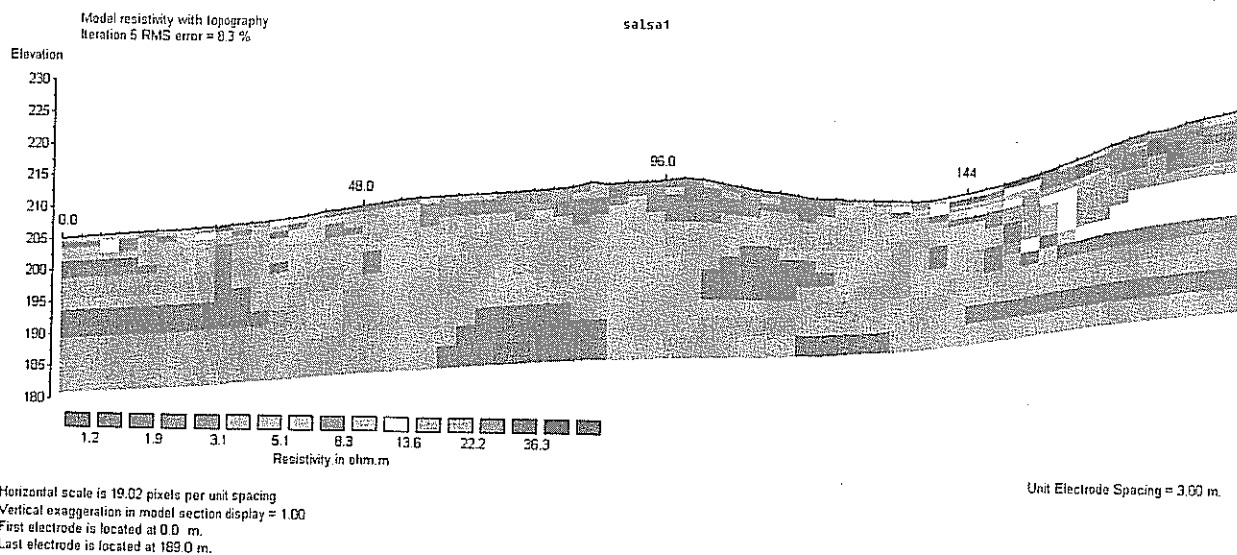 Model resistivity with topography
Iteration 5 RMS error = 8.3 %
salsa1
Elevation
230
225
220
215
210
205
200
195
190
185
180
0.0
48.0
96.0
144
1.2 1.9 3.1 5.1 8.3 13.6 22.2 36.3
Resistivity in ohm.m
Horizontal scale is 19.02 pixels per unit spacing
Vertical exaggeration in model section display = 1.00
First electrode is located at 0.0 m.
Last electrode is located at 189.0 m.
Unit Electrode Spacing = 3.00 m.